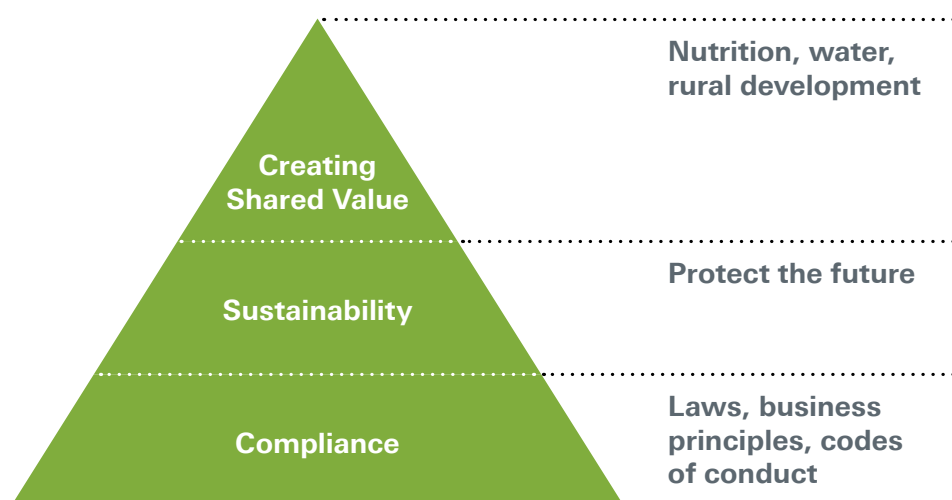 Nutrition, water,
rural development
Creating
Shared Value
Protect the future
Sustainability
Laws, business
principles, codes
of conduct
Compliance